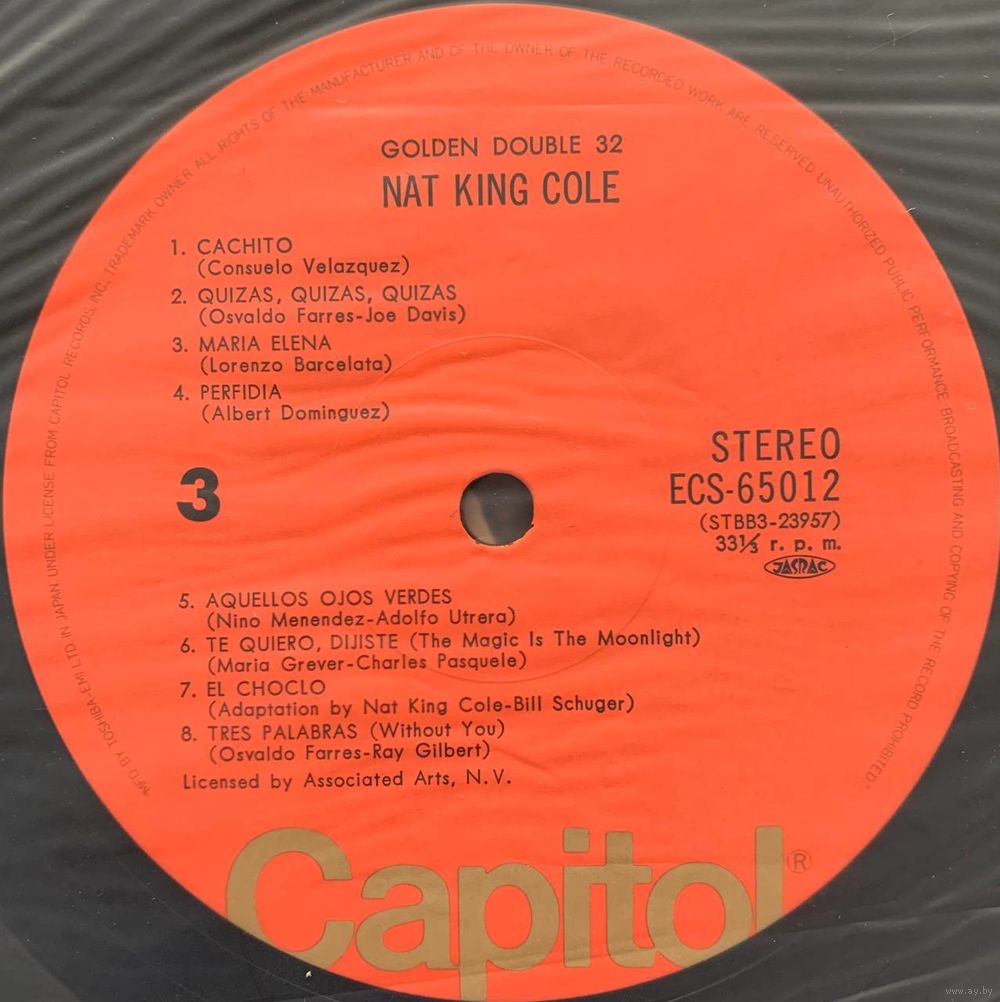 "MFD BY TOSHIBA-EMI LTD IN JAPAN UNDER LICENSE FROM CAPITOL RECORDS, INC. TRADEMARK OWNER ALL RIGHTS OF THE MANUFACTURER AND OF THE OWNER OF THE RECORDED WORK ARE RESERVED UNAUTHORIZED PUBLIC PERFORMANCE BROADCASTING AND COPYING OF THE RECORD PROHIBITED."
GOLDEN DOUBLE 32
NAT KING COLE
1. CACHITO
(Consuelo Velazquez)
2. QUIZAS, QUIZAS, QUIZAS
(Osvaldo Farres-Joe Davis)
3. MARIA ELENA
(Lorenzo Barcelata)
4. PERFIDIA
(Albert Dominguez)
3
STEREO
ECS-65012
(STBB3-23957)
33⅓ r. p. m.
JASRAC
5. AQUELLOS OJOS VERDES
(Nino Menendez-Adolfo Utrera)
6. TE QUIERO, DIJISTE (The Magic Is The Moonlight)
(Maria Grever-Charles Pasquele)
7. EL CHOCLO
(Adaptation by Nat King Cole-Bill Schuger)
8. TRES PALABRAS (Without You)
(Osvaldo Farres-Ray Gilbert)
Licensed by Associated Arts, N.V.
Capitol®
www.ay.by